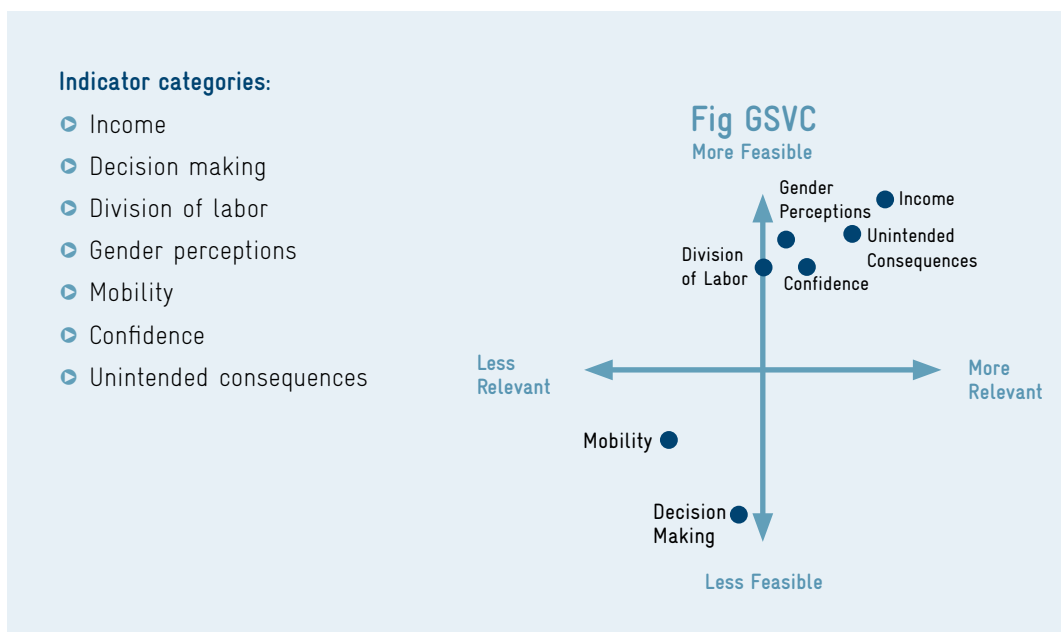 Indicator categories:
Income
Decision making
Division of labor
Gender perceptions
Mobility
Confidence
Unintended consequences
Fig GSVC
More Feasible
Gender
Perceptions
Income
Unintended
Consequences
Division
of Labor
Confidence
Less
Relevant
More
Relevant
Mobility
Decision
Making
Less Feasible